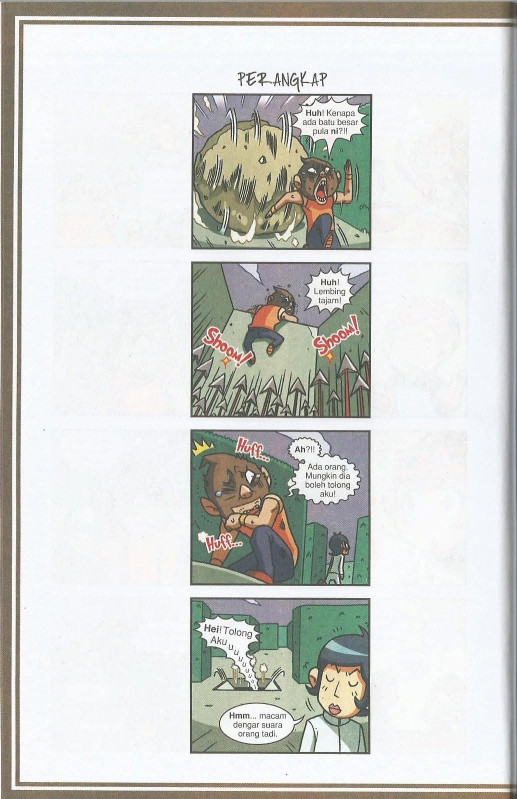 PERANGKAP
Huh! Kenapa
ada batu besar
pula ni?!!
Huh!
Lembing
tajam!
Shoom!
Shoom!
Huff...
Ah?!!
Ada orang.
Mungkin dia
boleh tolong
aku!
Huff...
Hei! Tolong
Aku
u
u
u
u
u
u
u
Hmm... macam
dengar suara
orang tadi.